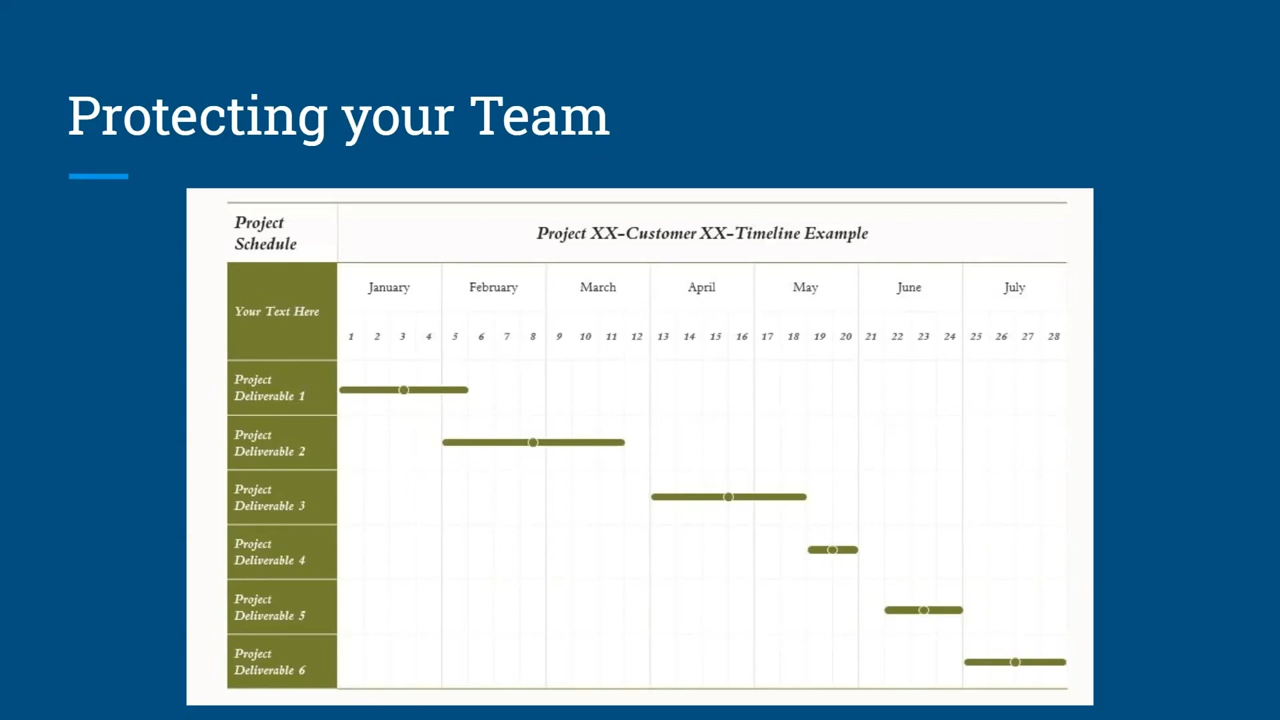 Protecting your Team
Project
Schedule
Project XX-Customer XX-Timeline Example
Your Text Here
January February March April May June July
1 2 3 4 5 6 7 8 9 10 11 12 13 14 15 16 17 18 19 20 21 22 23 24 25 26 27 28
Project
Deliverable 1
Project
Deliverable 2
Project
Deliverable 3
Project
Deliverable 4
Project
Deliverable 5
Project
Deliverable 6